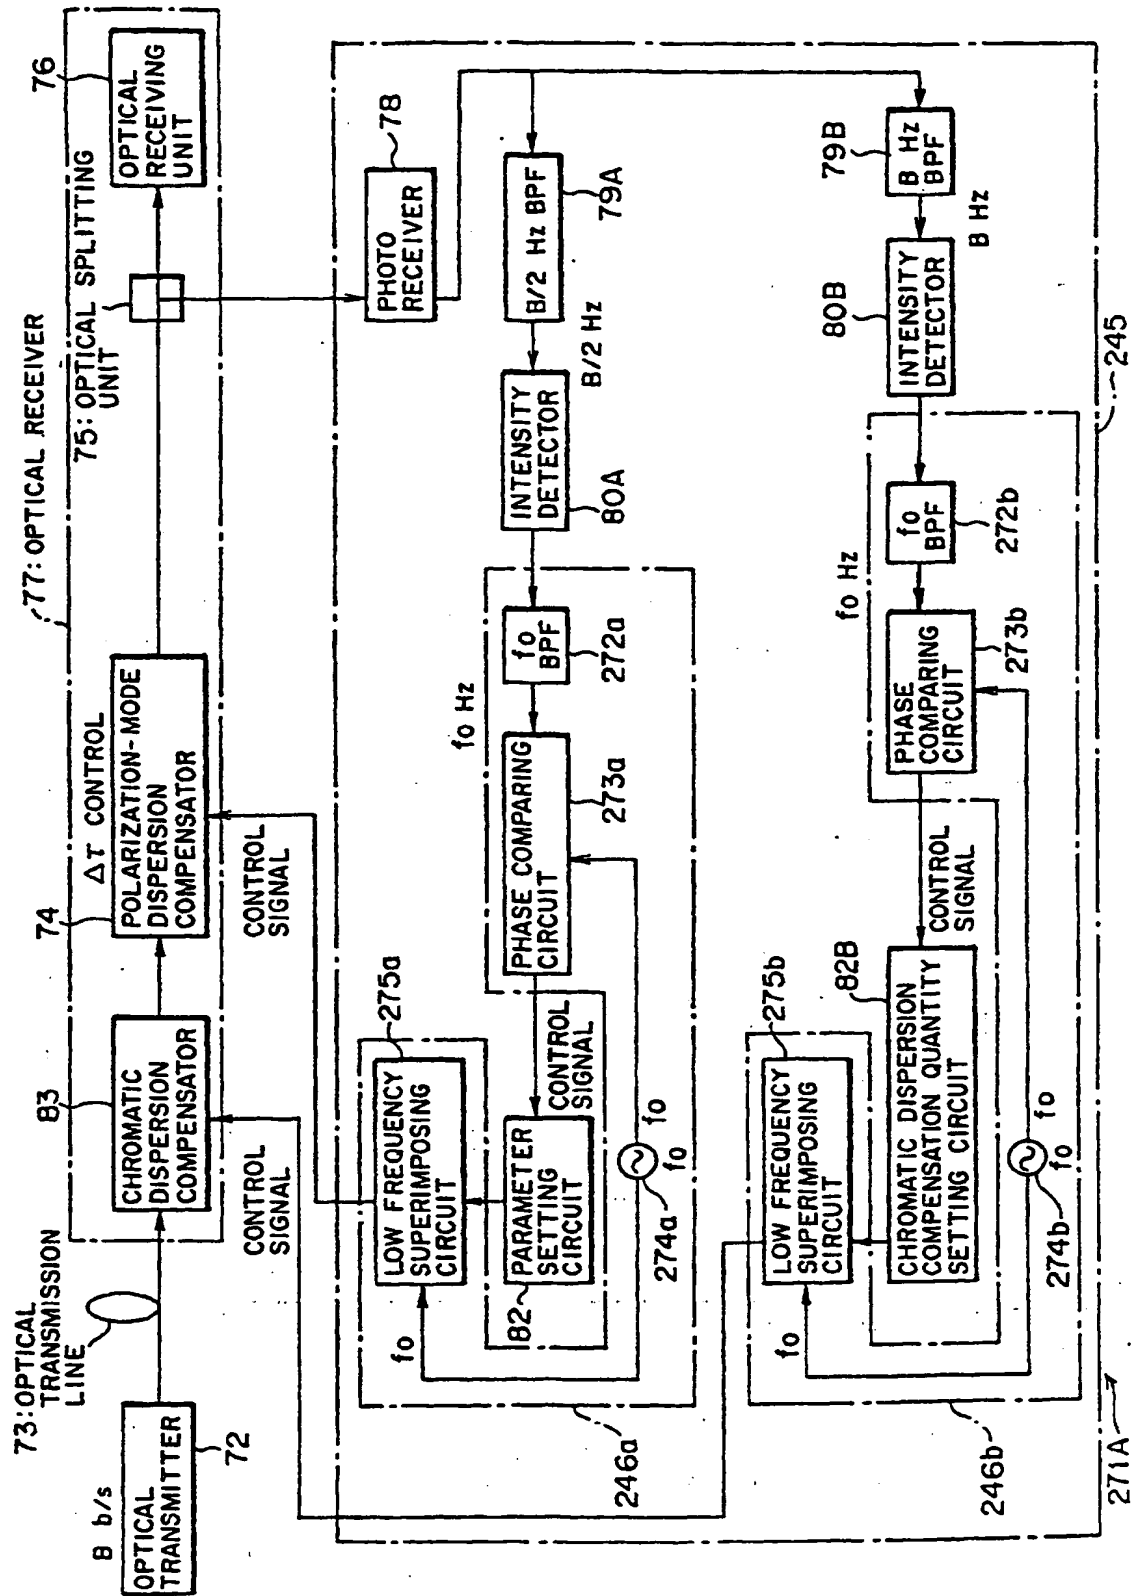 B b/s
OPTICAL
TRANSMITTER
72
73:OPTICAL
TRANSMISSION
LINE
77:OPTICAL RECEIVER
83
CHROMATIC
DISPERSION
COMPENSATOR
CONTROL
SIGNAL
74
Δτ CONTROL
POLARIZATION-MODE
DISPERSION
COMPENSATOR
CONTROL
SIGNAL
75:OPTICAL SPLITTING
UNIT
76
OPTICAL
RECEIVING
UNIT
PHOTO
RECEIVER
78
B/2 Hz BPF
79A
B/2 Hz
INTENSITY
DETECTOR
80A
fo Hz
fo
BPF
272a
PHASE COMPARING
CIRCUIT
273a
CONTROL
SIGNAL
275a
LOW FREQUENCY
SUPERIMPOSING
CIRCUIT
PARAMETER
SETTING
CIRCUIT
82
fo
fo
fo
274a
246a
79B
B Hz
BPF
B Hz
80B
INTENSITY
DETECTOR
fo Hz
fo
BPF
272b
PHASE
COMPARING
CIRCUIT
273b
CONTROL
SIGNAL
82B
CHROMATIC DISPERSION
COMPENSATION QUANTITY
SETTING CIRCUIT
275b
LOW FREQUENCY
SUPERIMPOSING
CIRCUIT
fo
fo
fo
274b
246b
245
271A